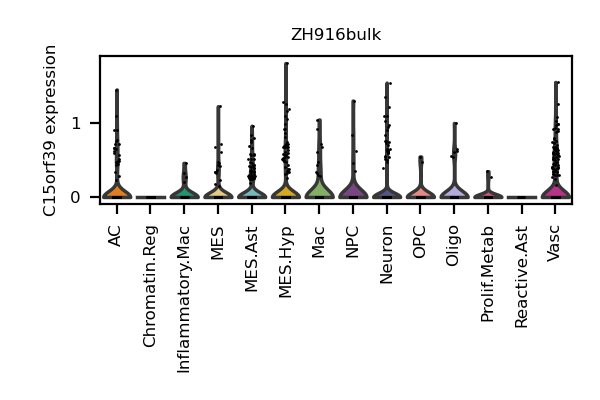 ZH916bulk
C15orf39 expression
1
0
AC
Chromatin.Reg
Inflammatory.Mac
MES
MES.Ast
MES.Hyp
Mac
NPC
Neuron
OPC
Oligo
Prolif.Metab
Reactive.Ast
Vasc